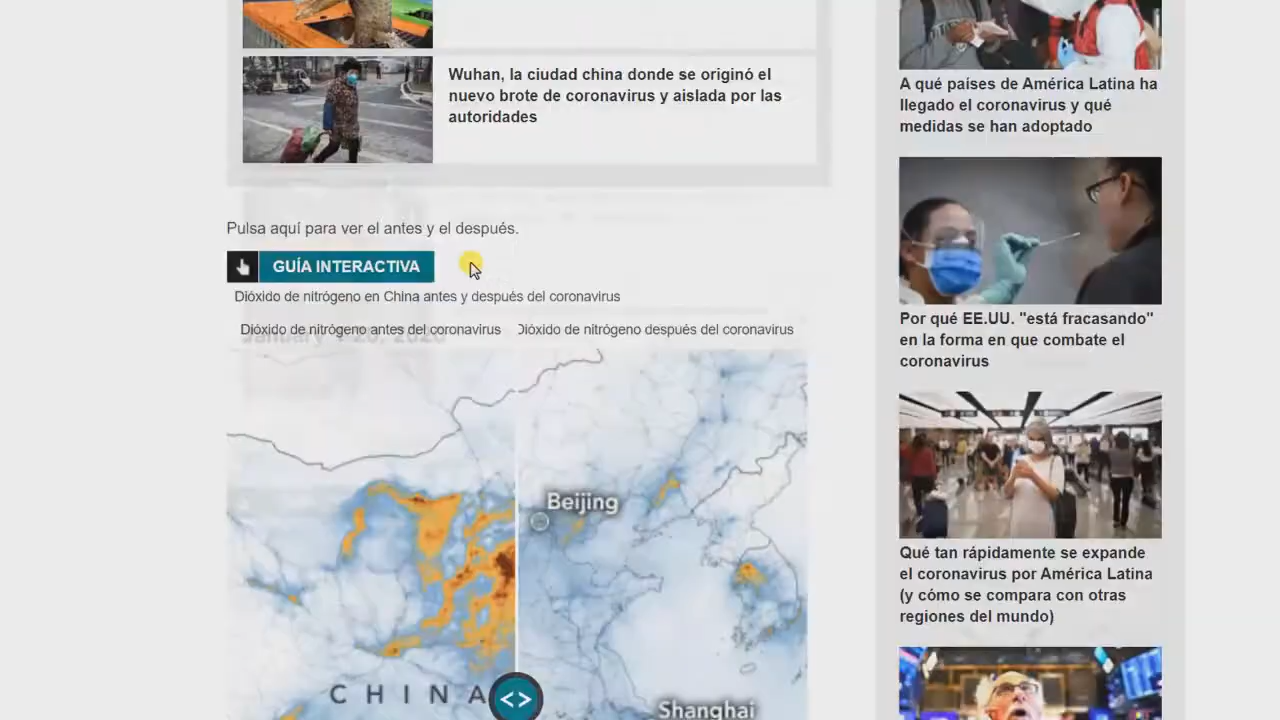 Wuhan, la ciudad china donde se originó el
nuevo brote de coronavirus y aislada por las
autoridades
Pulsa aquí para ver el antes y el después.
GUÍA INTERACTIVA
Dióxido de nitrógeno en China antes y después del coronavirus
Dióxido de nitrógeno antes del coronavirus
Dióxido de nitrógeno después del coronavirus
Beijing
CHINA
Shanghai
A qué países de América Latina ha
llegado el coronavirus y qué
medidas se han adoptado
Por qué EE.UU. "está fracasando"
en la forma en que combate el
coronavirus
Qué tan rápidamente se expande
el coronavirus por América Latina
(y cómo se compara con otras
regiones del mundo)